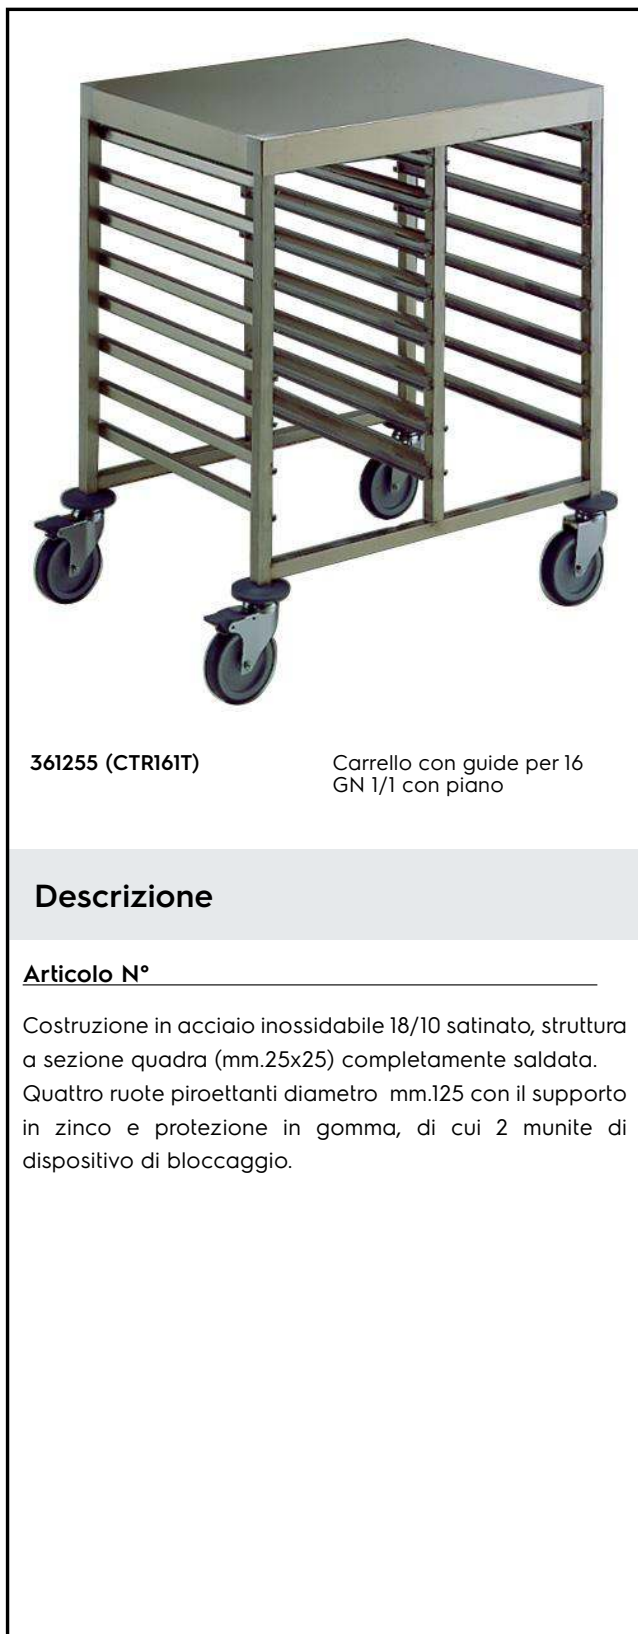 361255 (CTR161T)
Carrello con guide per 16
GN 1/1 con piano
Descrizione
Articolo N°
Costruzione in acciaio inossidabile 18/10 satinato, struttura
a sezione quadra (mm.25x25) completamente saldata.
Quattro ruote piroettanti diametro mm.125 con il supporto
in zinco e protezione in gomma, di cui 2 munite di
dispositivo di bloccaggio.